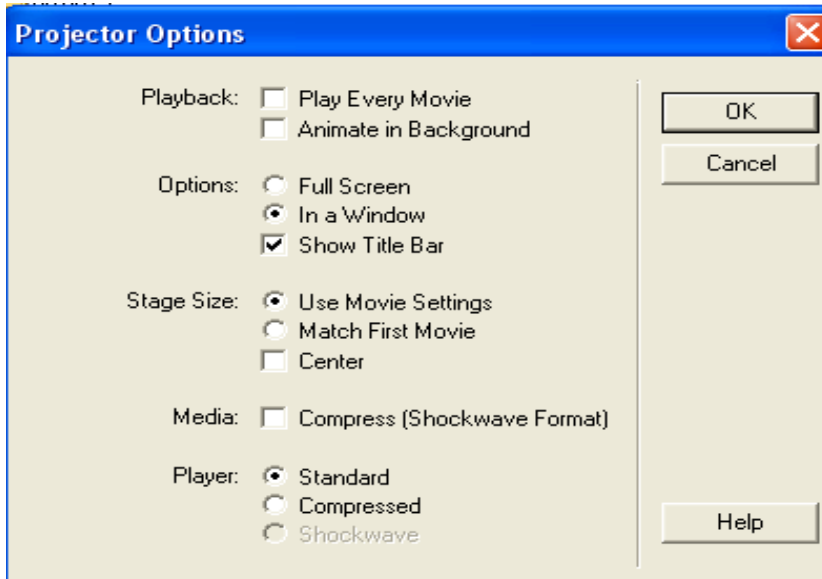 Projector Options
Playback: Play Every Movie
Animate in Background
Options: Full Screen
In a Window
Show Title Bar
Stage Size: Use Movie Settings
Match First Movie
Center
Media: Compress (Shockwave Format)
Player: Standard
Compressed
Shockwave
OK
Cancel
Help